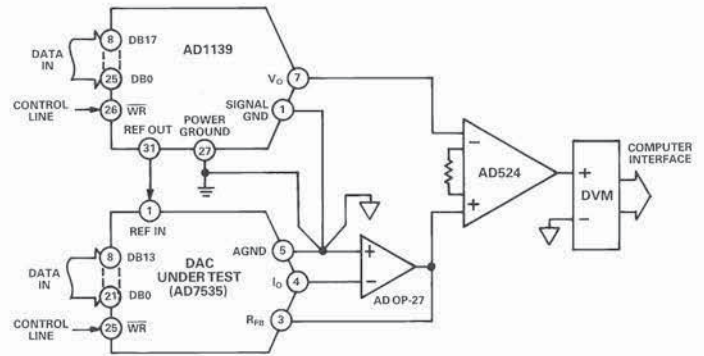 8 DB17
DATA
IN
AD1139
25 DB0
CONTROL
LINE
26 WR
VO 7
SIGNAL
GND 1
POWER
GROUND
REF OUT
31
27
1
REF IN
8 DB13
DATA
IN
21 DB0
CONTROL
LINE
25 WR
DAC
UNDER TEST
(AD7535)
AGND 5
IO 4
RFB 3
+
−
AD OP-27
−
AD524
+
+
DVM
−
COMPUTER
INTERFACE